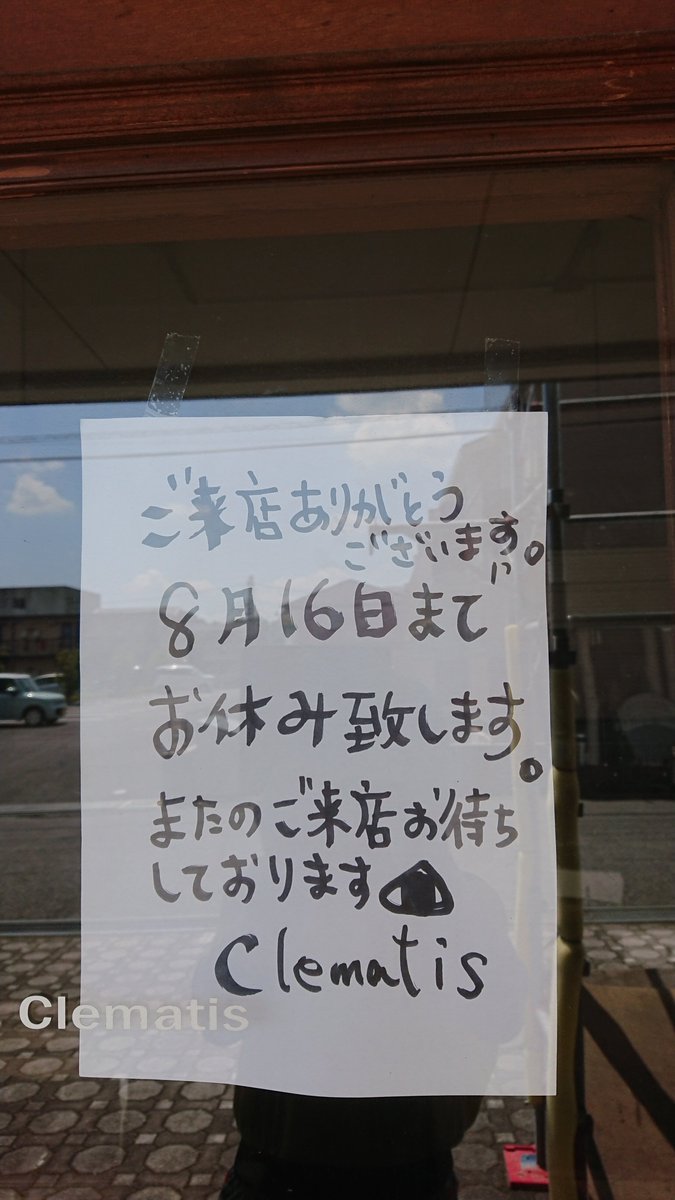 ご来店ありがとう
ございます。
8月16日まで
お休み致します。
またのご来店お待ち
しております
Clematis
Clematis